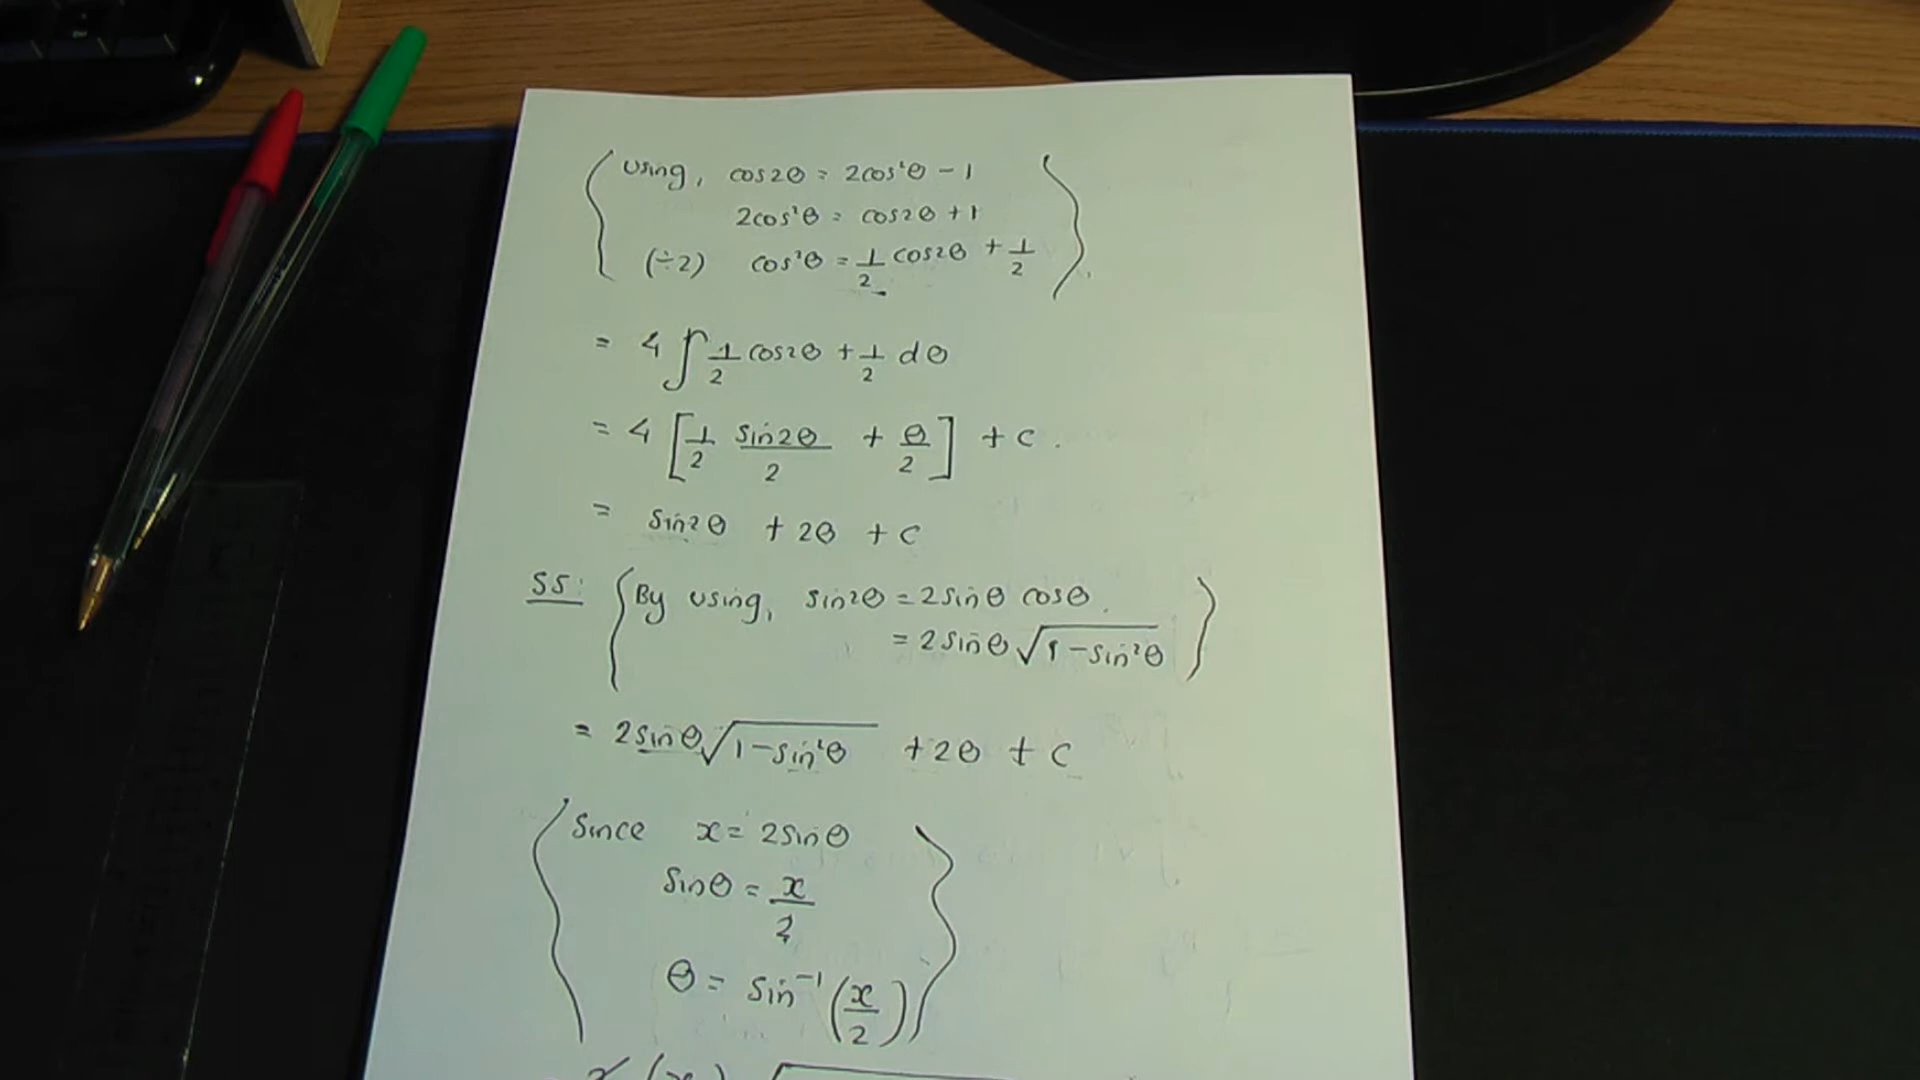 Using, cos2θ = 2cos²θ - 1
2cos²θ = cos2θ + 1
(÷2) cos²θ = 1/2 cos2θ + 1/2
= 4 ∫ 1/2 cos2θ + 1/2 dθ
= 4 [1/2 sin2θ/2 + θ/2] + c.
= sin2θ + 2θ + c
S5: {By using, sin2θ = 2sinθ cosθ.
= 2sinθ √(1-sin²θ) }
= 2sinθ √(1-sin²θ) + 2θ + c
{Since x = 2sinθ
sinθ = x/2
θ = sin⁻¹(x/2)}